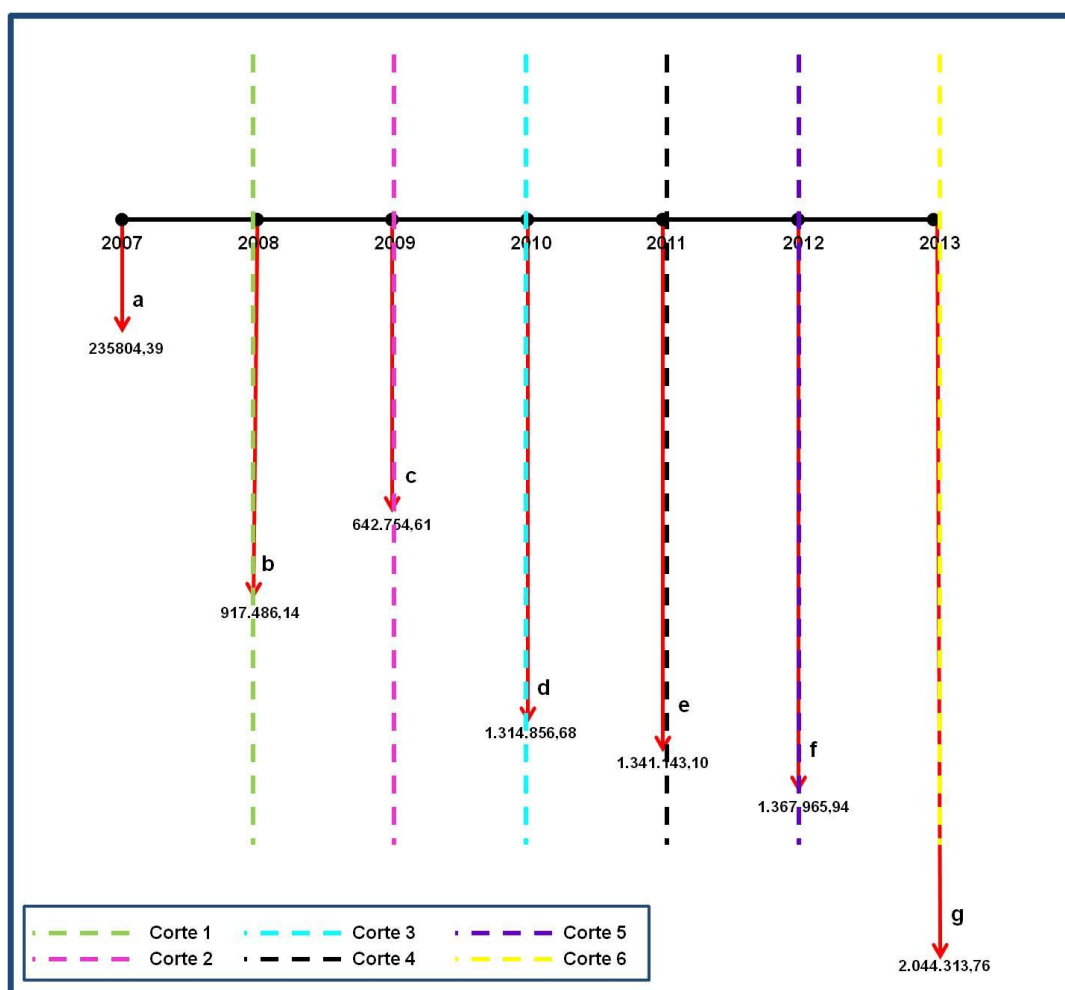 2007 2008 2009 2010 2011 2012 2013
a
235804,39
c
642.754,61
b
917.486,14
d
1.314.856,68
e
1.341.143,10
f
1.367.965,94
g
2.044.313,76
Corte 1 Corte 3 Corte 5
Corte 2 Corte 4 Corte 6